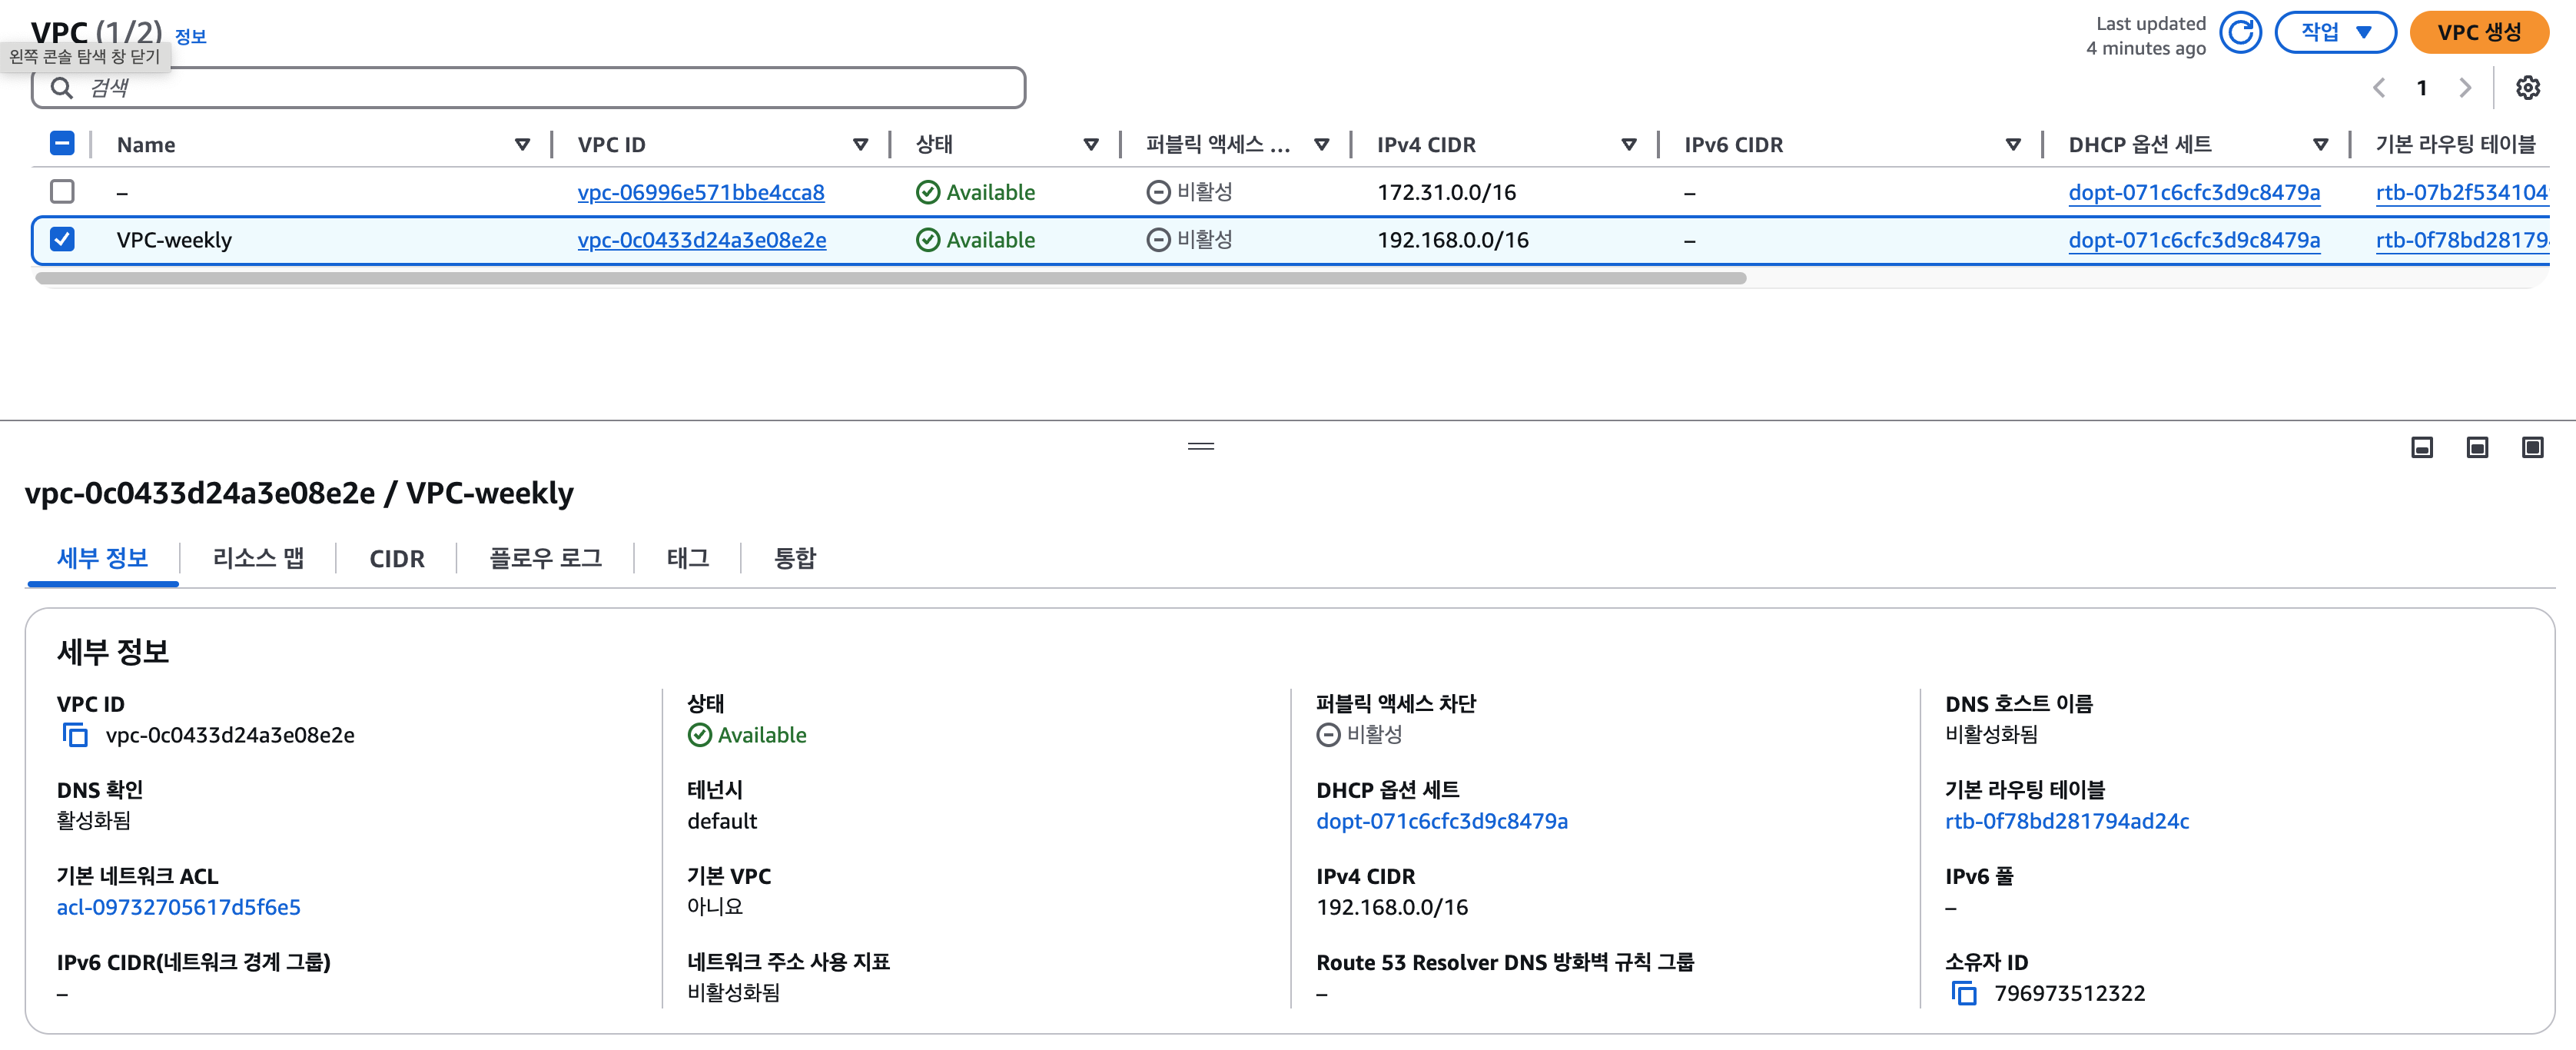 VPC (1/2) 정보
Last updated
4 minutes ago
작업
VPC 생성
왼쪽 콘솔 탐색 창 닫기
검색
1
Name VPC ID 상태 퍼블릭 액세스 ... IPv4 CIDR IPv6 CIDR DHCP 옵션 세트 기본 라우팅 테이블
– vpc-06996e571bbe4cca8 Available 비활성 172.31.0.0/16 – dopt-071c6cfc3d9c8479a rtb-07b2f534104
VPC-weekly vpc-0c0433d24a3e08e2e Available 비활성 192.168.0.0/16 – dopt-071c6cfc3d9c8479a rtb-0f78bd281794
vpc-0c0433d24a3e08e2e / VPC-weekly
세부 정보 리소스 맵 CIDR 플로우 로그 태그 통합
세부 정보
VPC ID 상태 퍼블릭 액세스 차단 DNS 호스트 이름
vpc-0c0433d24a3e08e2e Available 비활성 비활성화됨
DNS 확인 테넌시 DHCP 옵션 세트 기본 라우팅 테이블
활성화됨 default dopt-071c6cfc3d9c8479a rtb-0f78bd281794ad24c
기본 네트워크 ACL 기본 VPC IPv4 CIDR IPv6 풀
acl-09732705617d5f6e5 아니요 192.168.0.0/16 –
IPv6 CIDR(네트워크 경계 그룹) 네트워크 주소 사용 지표 Route 53 Resolver DNS 방화벽 규칙 그룹 소유자 ID
– 비활성화됨 – 796973512322